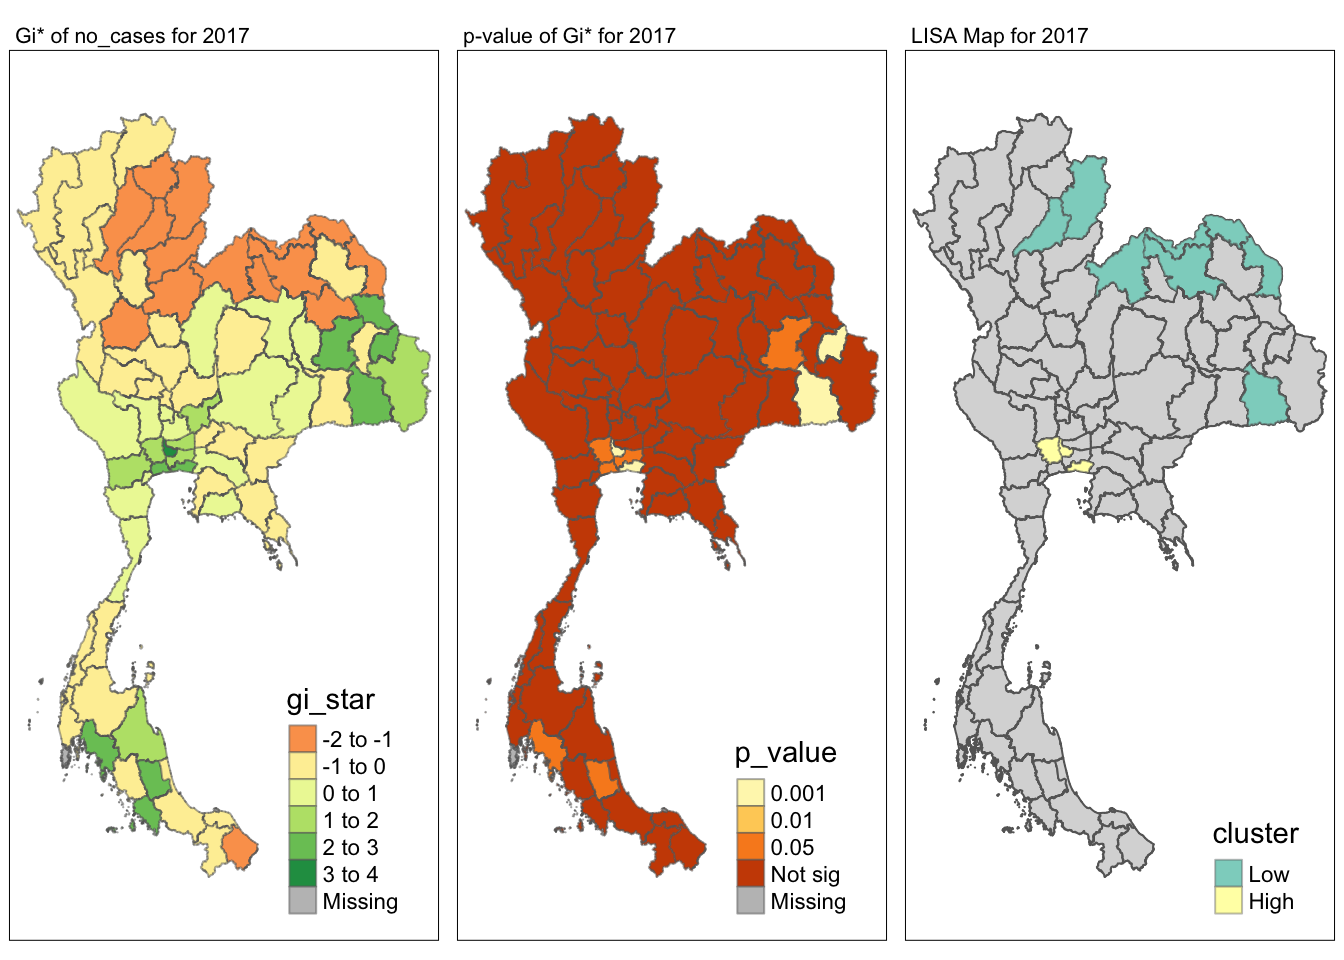 Gi* of no_cases for 2017
gi_star
-2 to -1
-1 to 0
0 to 1
1 to 2
2 to 3
3 to 4
Missing
p-value of Gi* for 2017
p_value
0.001
0.01
0.05
Not sig
Missing
LISA Map for 2017
cluster
Low
High